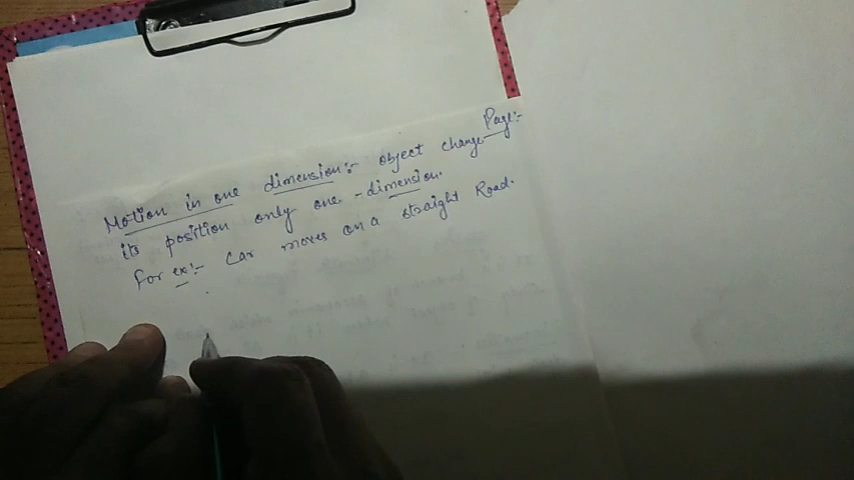 Page:-
Motion in one dimension:- object change
its position only one - dimension.
for ex:- Car moves on a straight Road.